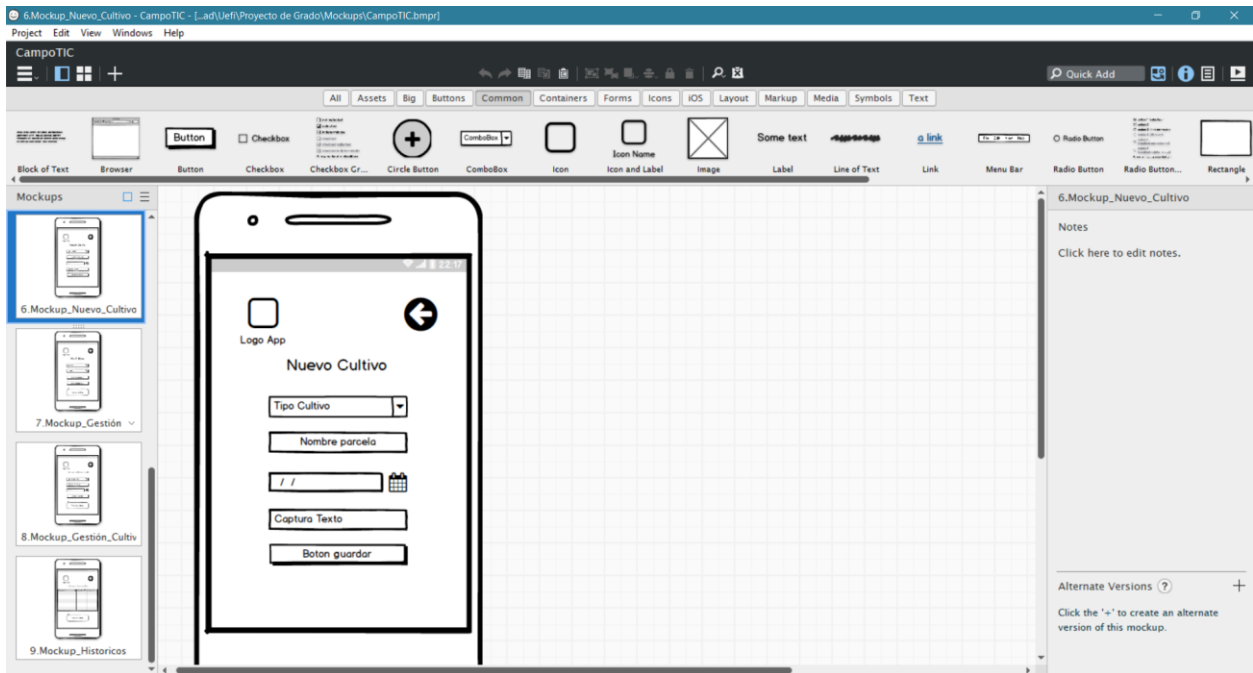 6.Mockup_Nuevo_Cultivo - CampoTIC - [...ad\Uefi\Proyecto de Grado\Mockups\CampoTIC.bmpr]
Project Edit View Windows Help
CampoTIC
Quick Add
All Assets Big Buttons Common Containers Forms Icons iOS Layout Markup Media Symbols Text
Button Checkbox ComboBox Icon Name Some text a link Radio Button
Block of Text Browser Button Checkbox Checkbox Gr... Circle Button ComboBox Icon Icon and Label Image Label Line of Text Link Menu Bar Radio Button Radio Button... Rectangle
Mockups
6.Mockup_Nuevo_Cultivo
7.Mockup_Gestión
8.Mockup_Gestión_Cultiv
9.Mockup_Historicos
22:17
Logo App
Nuevo Cultivo
Tipo Cultivo
Nombre parcela
/ /
Captura Texto
Boton guardar
6.Mockup_Nuevo_Cultivo
Notes
Click here to edit notes.
Alternate Versions ?
Click the '+' to create an alternate
version of this mockup.